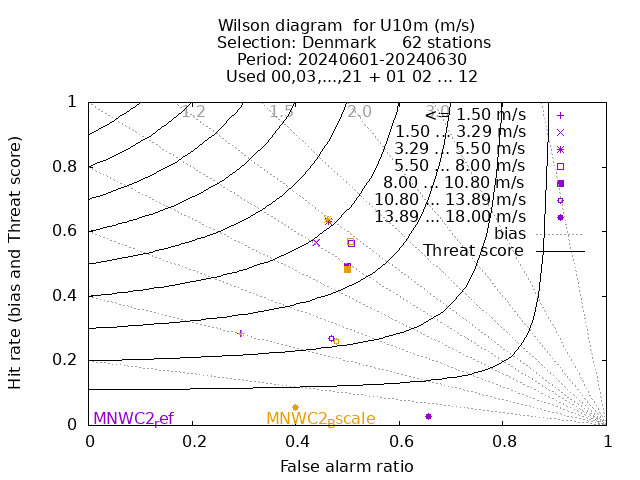 Wilson diagram  for U10m (m/s)
Selection: Denmark     62 stations
Period: 20240601-20240630
Used 00,03,...,21 + 01 02 ... 12
Hit rate (bias and Threat score)
1
0.8
0.6
0.4
0.2
0
1.2
1.5
2.0
3.0
<= 1.50 m/s
1.50 ... 3.29 m/s
3.29 ... 5.50 m/s
5.50 ... 8.00 m/s
8.00 ... 10.80 m/s
10.80 ... 13.89 m/s
13.89 ... 18.00 m/s
bias
Threat score
MNWC2ref
MNWC2Bscale
0
0.2
0.4
0.6
0.8
1
False alarm ratio